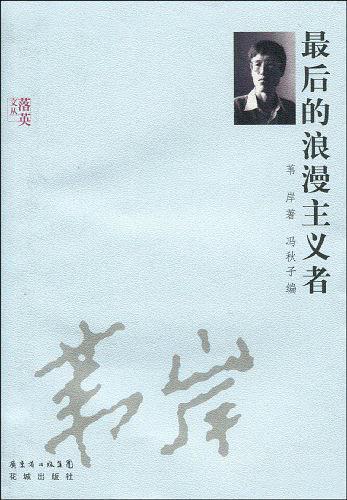 最后的浪漫主义者
苇岸著 冯秋子编
落英
文丛
苇岸
广东省出版集团
花城出版社